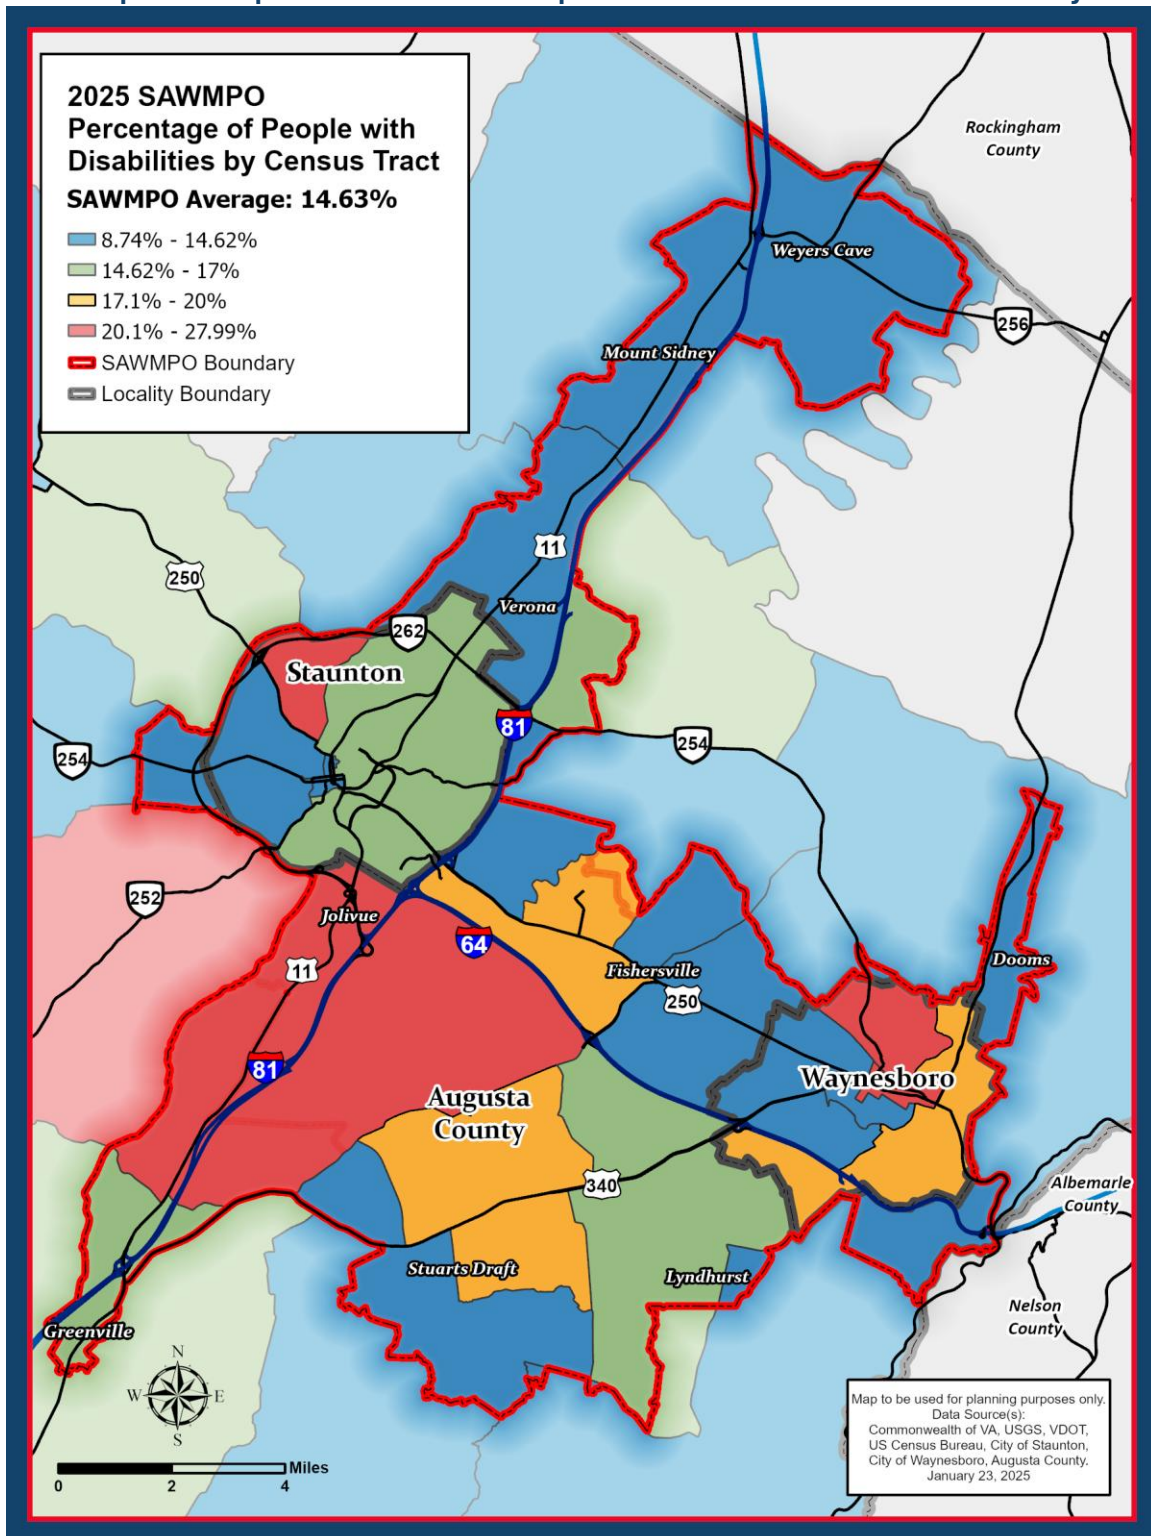 2025 SAWMPO
Percentage of People with
Disabilities by Census Tract
SAWMPO Average: 14.63%
8.74% - 14.62%
14.62% - 17%
17.1% - 20%
20.1% - 27.99%
SAWMPO Boundary
Locality Boundary
Rockingham
County
Weyers Cave
256
Mount Sidney
11
250
Verona
262
Staunton
81
254
254
252
Jolivue
64
11
Fishersville
250
Dooms
81
Waynesboro
Augusta
County
340
Albemarle
County
Stuarts Draft
Lyndhurst
Nelson
County
Greenville
N
W
E
S
Miles
0
2
4
Map to be used for planning purposes only.
Data Source(s):
Commonwealth of VA, USGS, VDOT,
US Census Bureau, City of Staunton,
City of Waynesboro, Augusta County.
January 23, 2025